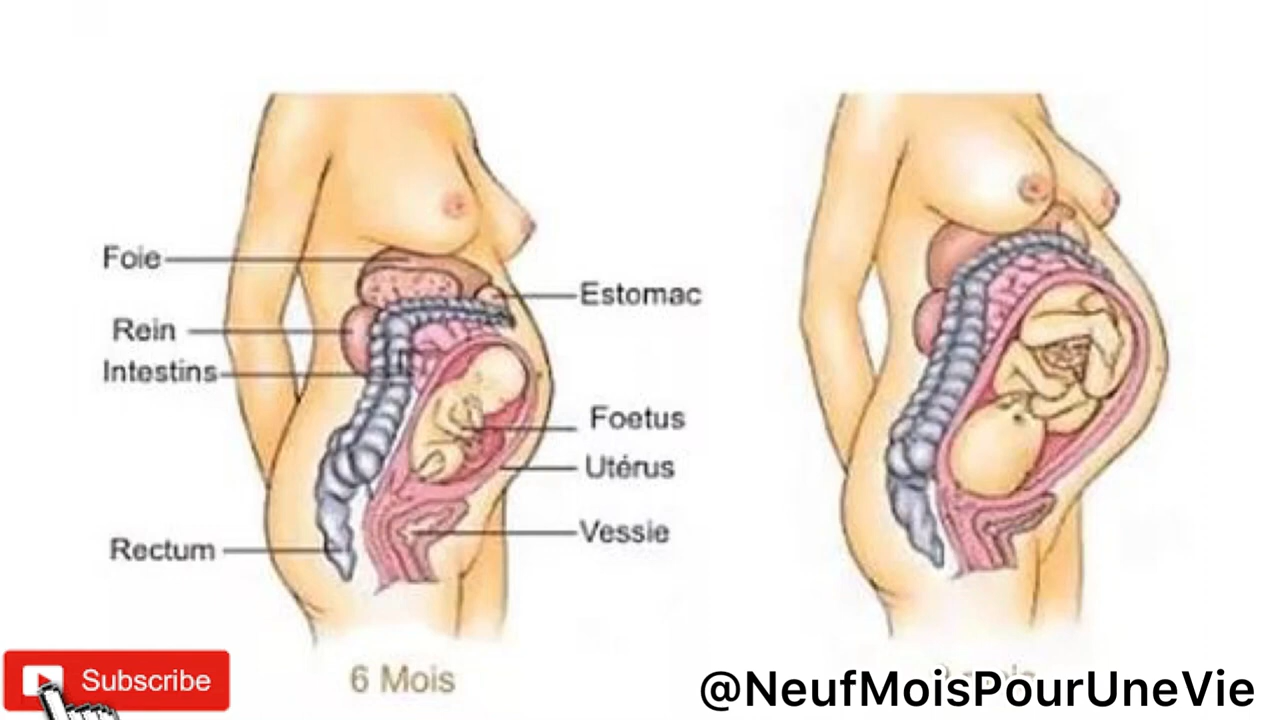 Foie
Estomac
Rein
Intestins
Foetus
Utérus
Vessie
Rectum
Subscribe
6 Mois
@NeufMoisPourUneVie